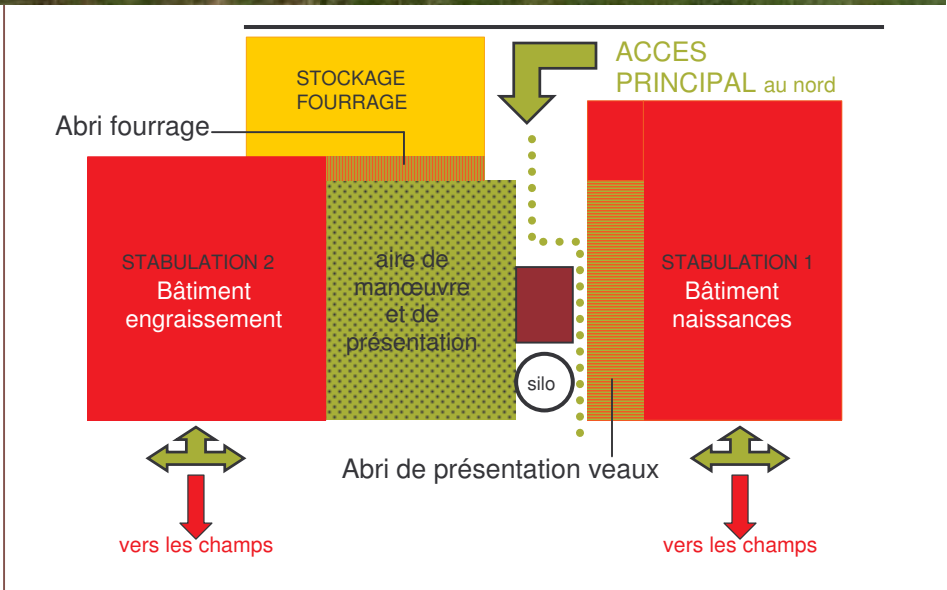 ACCES
PRINCIPAL au nord
STOCKAGE
FOURRAGE
Abri fourrage
STABULATION 2
Bâtiment
engraissement
aire de
manœuvre
et de
présentation
STABULATION 1
Bâtiment
naissances
silo
Abri de présentation veaux
vers les champs
vers les champs